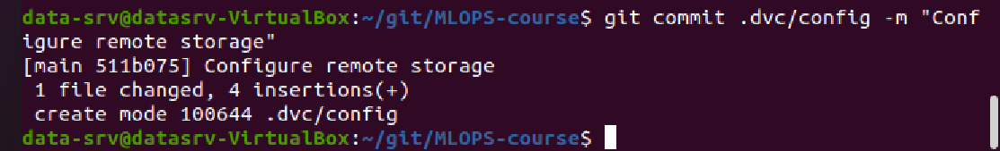 data-srv@datasrv-VirtualBox:~/git/MLOPS-course$ git commit .dvc/config -m "Conf
igure remote storage"
[main 511b075] Configure remote storage
 1 file changed, 4 insertions(+)
 create mode 100644 .dvc/config
data-srv@datasrv-VirtualBox:~/git/MLOPS-course$